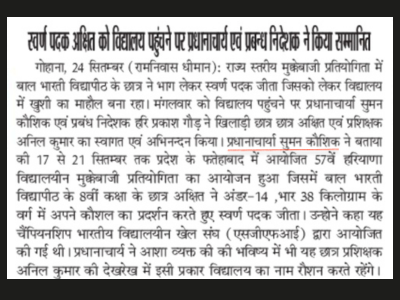 स्वर्ण पदक अक्षित को विद्यालय पहुंचने पर प्रधानाचार्य एवं प्रबन्ध निदेशक ने किया सम्मानित
गोहाना, 24 सितम्बर (रामनिवास धीमान): राज्य स्तरीय मुक्केबाजी प्रतियोगिता में
बाल भारती विद्यापीठ के छात्र ने भाग लेकर स्वर्ण पदक जीता जिसको लेकर विद्यालय
में खुशी का माहौल बना रहा। मंगलवार को विद्यालय पहुंचने पर प्रधानाचार्या सुमन
कौशिक एवं प्रबंध निदेशक हरि प्रकाश गौड़ ने खिलाड़ी छात्र छात्र अक्षित एवं प्रशिक्षक
अनिल कुमार का स्वागत एवं अभिनन्दन किया। प्रधानाचार्या सुमन कौशिक ने बताया
की 17 से 21 सितम्बर तक प्रदेश के फतेहाबाद में आयोजित 57वें हरियाणा
विद्यालयीन मुक्केबाजी प्रतियोगिता का आयोजन हुआ जिसमें बाल भारती
विद्यापीठ के 8वीं कक्षा के छात्र अक्षित ने अंडर-14 ,भार 38 किलोग्राम के
वर्ग में अपने कौशल का प्रदर्शन करते हुए स्वर्ण पदक जीता। उन्होने कहा यह
चैंपियनशिप भारतीय विद्यालयीन खेल संघ (एसजीएफआई) द्वारा आयोजित
की गई थी। प्रधानाचार्य ने आशा व्यक्त की की भविष्य में भी यह छात्र प्रशिक्षक
अनिल कुमार की देखरेख में इसी प्रकार विद्यालय का नाम रौशन करते रहेंगे।